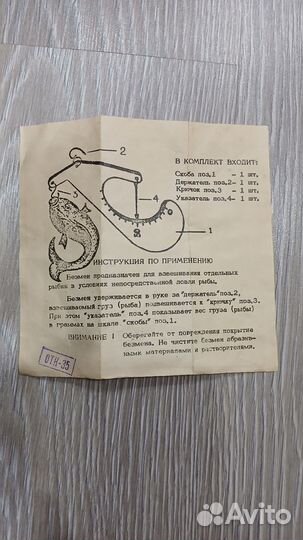 2
В КОМПЛЕКТ ВХОДИТ:
Скоба поз.1 - 1 шт.
Держатель поз.2 - 1 шт.
Крючок поз.3 - 1 шт.
Указатель поз.4 - 1 шт.
3
4
1
ИНСТРУКЦИЯ ПО ПРИМЕНЕНИЮ
Безмен предназначен для взвешивания отдельных
рыбин в условиях непосредственной ловли рыбы.
Безмен удерживается в руке за "держатель" поз.2,
взвешиваемый груз (рыба) подвешивается к "крючку" поз.3.
При этом "указатель" поз.4 показывает вес груза (рыбы)
в граммах на шкале "скобы" поз.1.
ВНИМАНИЕ ! Оберегайте от повреждения покрытие
безмена. Не чистите безмен абразив-
ными материалами и растворителями.
ОТК-35
Avito